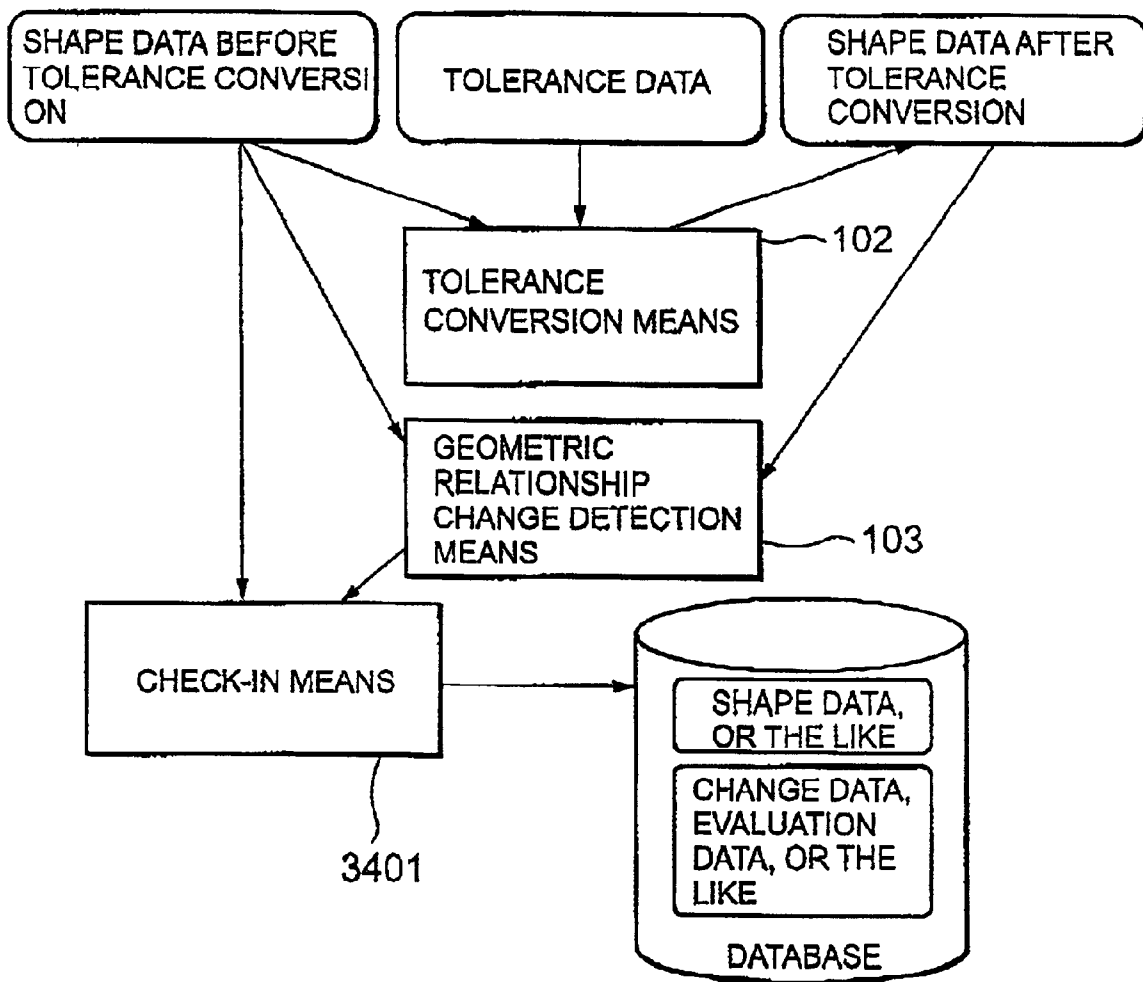 SHAPE DATA BEFORE
TOLERANCE CONVERSI
ON
TOLERANCE DATA
SHAPE DATA AFTER
TOLERANCE
CONVERSION
102
TOLERANCE
CONVERSION MEANS
GEOMETRIC
RELATIONSHIP
CHANGE DETECTION
MEANS
103
CHECK-IN MEANS
3401
SHAPE DATA,
OR THE LIKE
CHANGE DATA,
EVALUATION
DATA, OR THE
LIKE
DATABASE